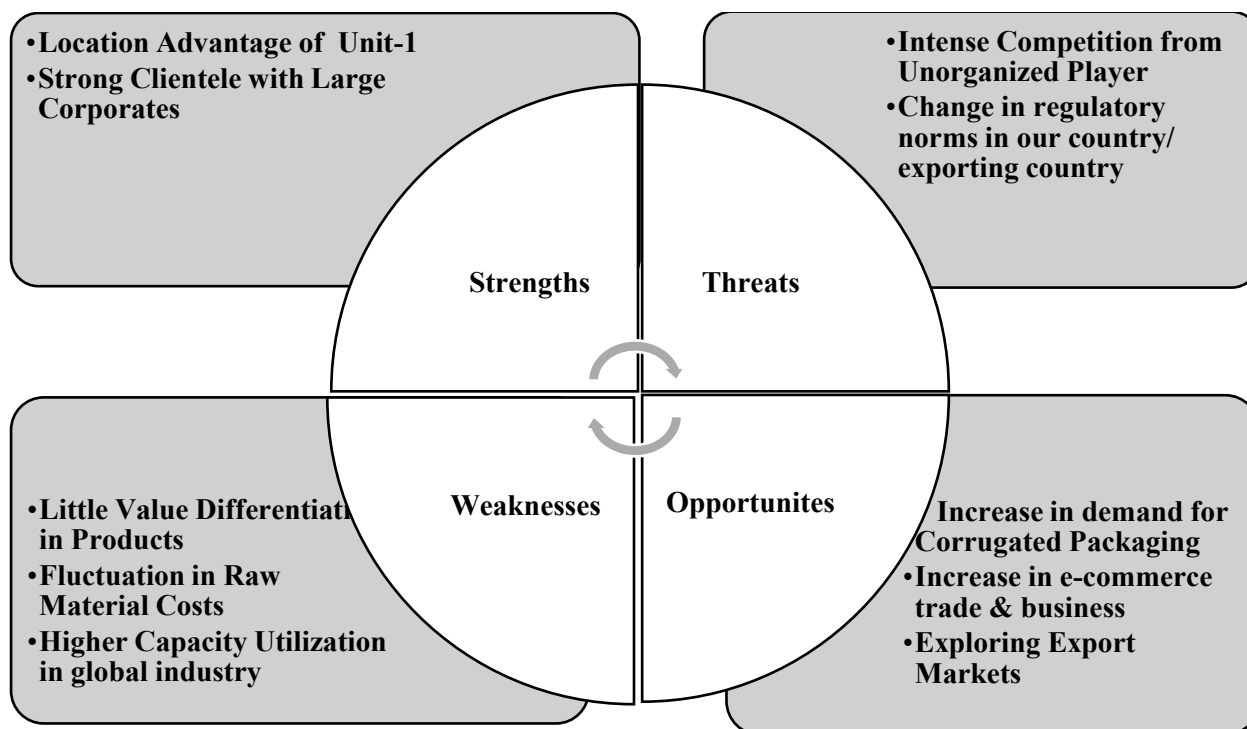 •Location Advantage of Unit-1
•Strong Clientele with Large
Corporates
•Intense Competition from
Unorganized Player
•Change in regulatory
norms in our country/
exporting country
Strengths
Threats
Weaknesses
Opportunites
•Little Value Differentiati
in Products
•Fluctuation in Raw
Material Costs
•Higher Capacity Utilization
in global industry
Increase in demand for
Corrugated Packaging
•Increase in e-commerce
trade & business
•Exploring Export
Markets